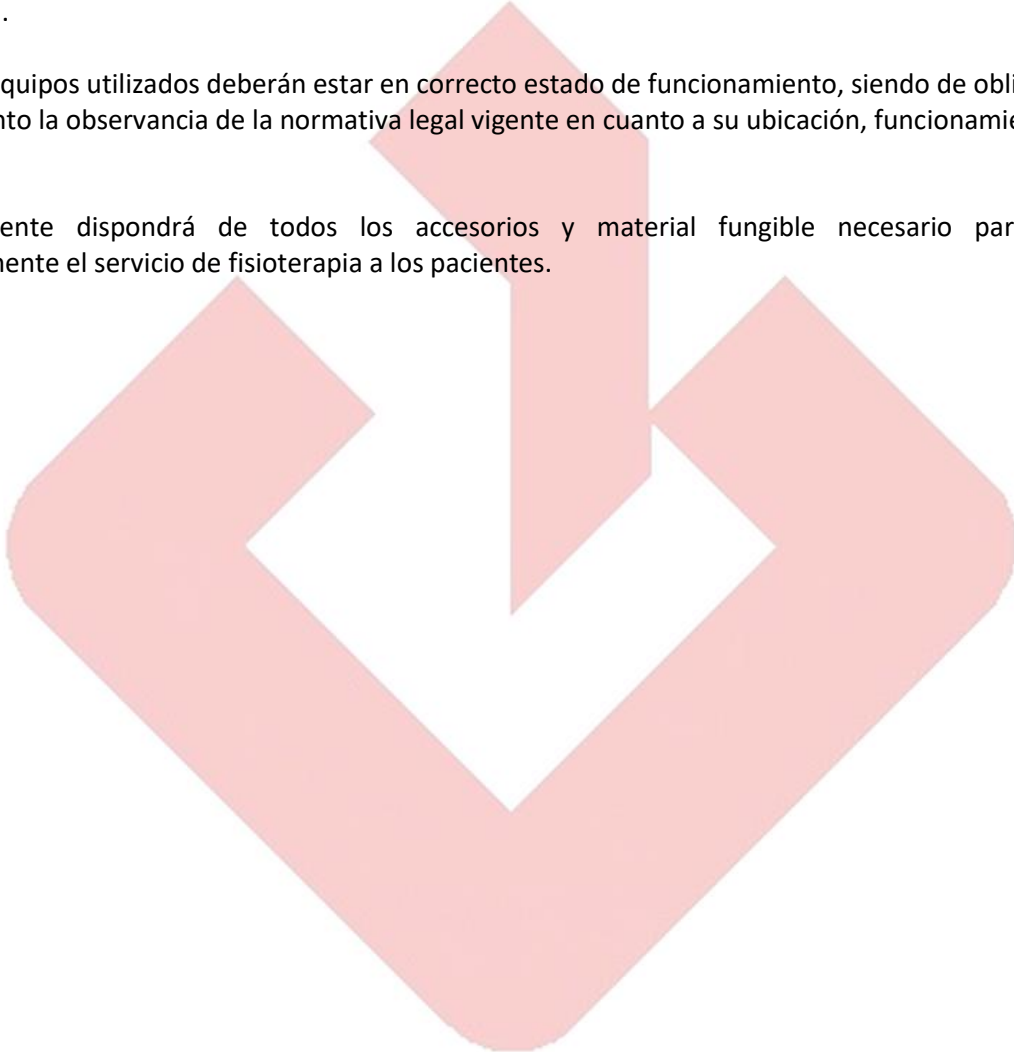 .
quipos utilizados deberán estar en correcto estado de funcionamiento, siendo de obli
nto la observancia de la normativa legal vigente en cuanto a su ubicación, funcionamie
ente dispondrá de todos los accesorios y material fungible necesario par
nente el servicio de fisioterapia a los pacientes.